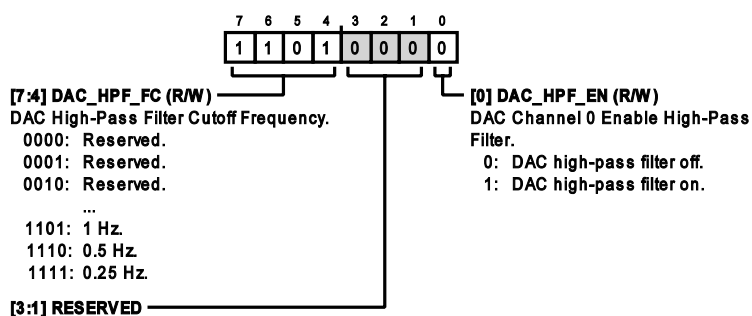 7 6 5 4 3 2 1 0
1 1 0 1 0 0 0 0
[7:4] DAC_HPF_FC (R/W)
DAC High-Pass Filter Cutoff Frequency.
0000: Reserved.
0001: Reserved.
0010: Reserved.
...
1101: 1 Hz.
1110: 0.5 Hz.
1111: 0.25 Hz.
[3:1] RESERVED
[0] DAC_HPF_EN (R/W)
DAC Channel 0 Enable High-Pass
Filter.
0: DAC high-pass filter off.
1: DAC high-pass filter on.